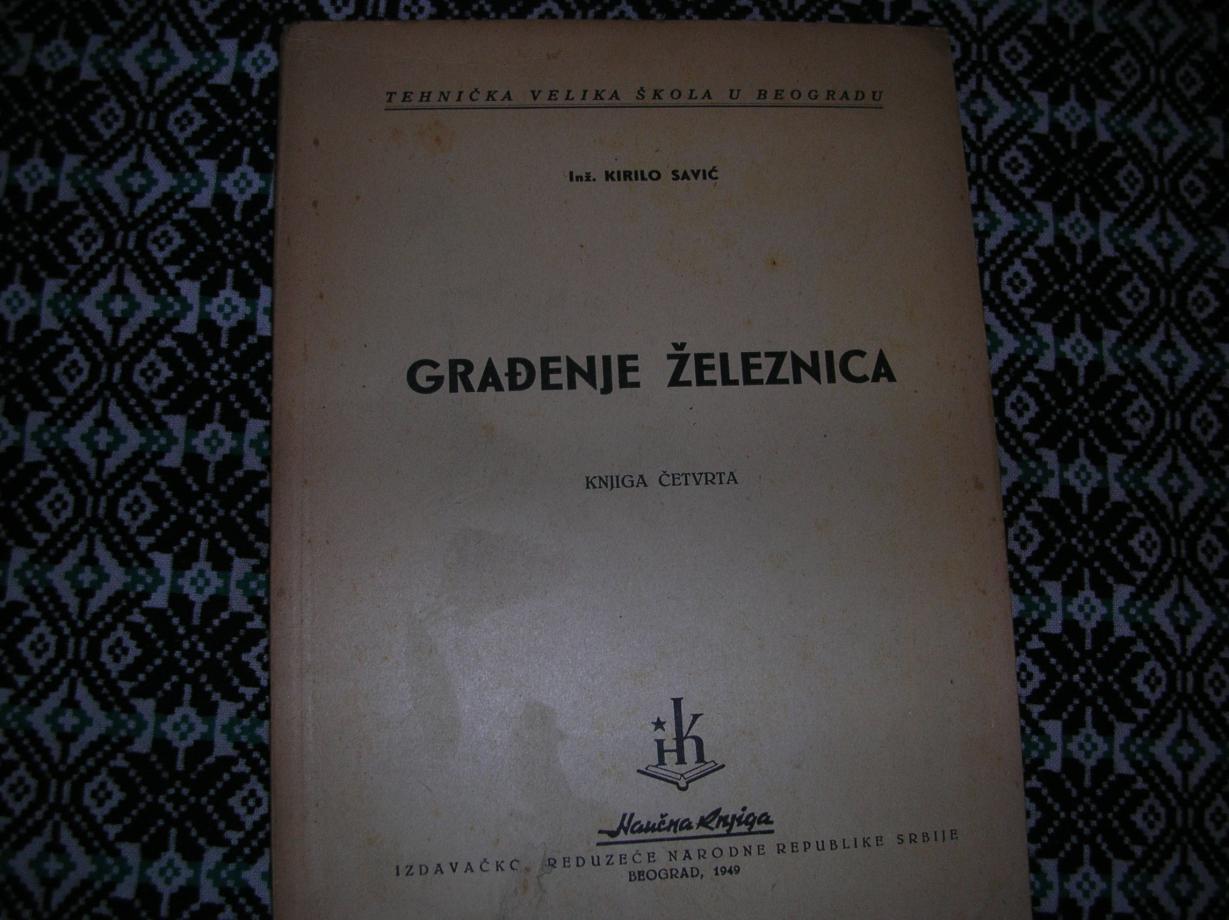 TEHNIČKA VELIKA ŠKOLA U BEOGRADU
Inž. KIRILO SAVIĆ
GRAĐENJE ŽELEZNICA
KNJIGA ČETVRTA
Naučna Knjiga
IZDAVAČKO REDUZEĆE NARODNE REPUBLIKE SRBIJE
BEOGRAD, 1949